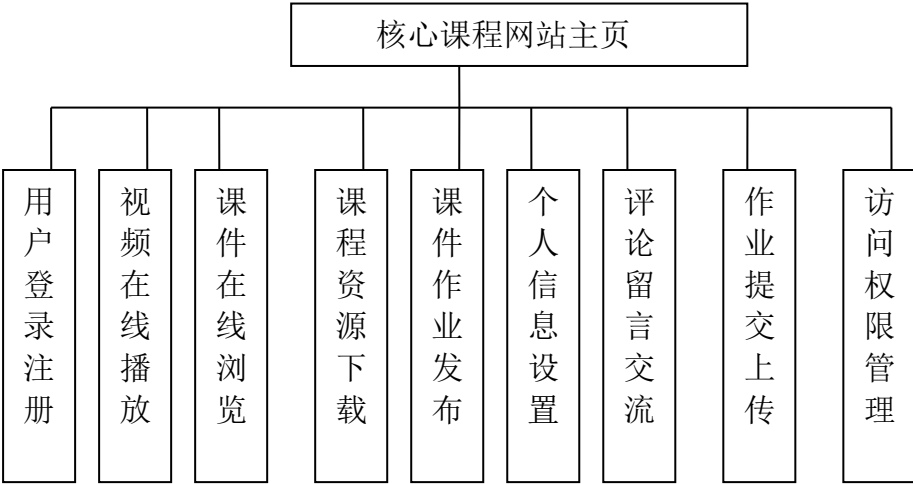 核心课程网站主页
用户登录注册
视频在线播放
课件在线浏览
课程资源下载
课件作业发布
个人信息设置
评论留言交流
作业提交上传
访问权限管理